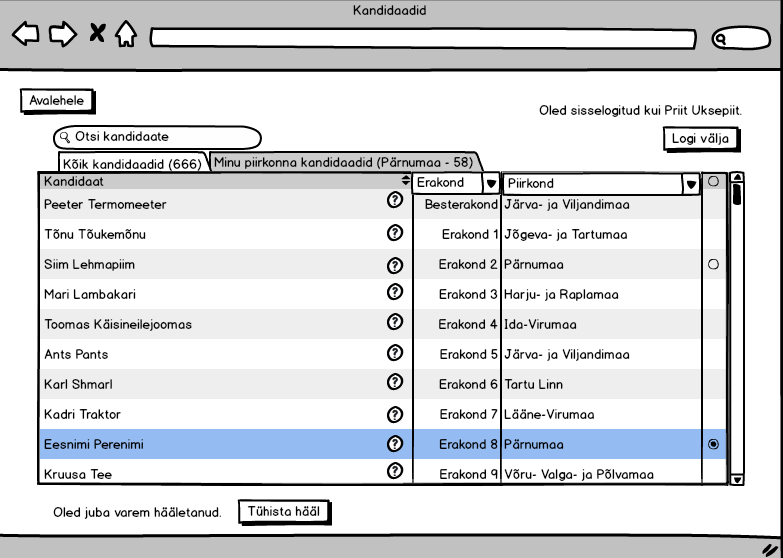 Kandidaadid
Avalehele
Oled sisselogitud kui Priit Uksepiit.
Otsi kandidaate
Logi välja
Kõik kandidaadid (666) Minu piirkonna kandidaadid (Pärnumaa - 58)
Kandidaat Erakond Piirkond
Peeter Termomeeter ? Besterakond Järva- ja Viljandimaa
Tõnu Tõukemõnu ? Erakond 1 Jõgeva- ja Tartumaa
Siim Lehmapiim ? Erakond 2 Pärnumaa
Mari Lambakari ? Erakond 3 Harju- ja Raplamaa
Toomas Käisineilejoomas ? Erakond 4 Ida-Virumaa
Ants Pants ? Erakond 5 Järva- ja Viljandimaa
Karl Shmarl ? Erakond 6 Tartu Linn
Kadri Traktor ? Erakond 7 Lääne-Virumaa
Eesnimi Perenimi ? Erakond 8 Pärnumaa
Kruusa Tee ? Erakond 9 Võru- Valga- ja Põlvamaa
Oled juba varem hääletanud. Tühista hääl